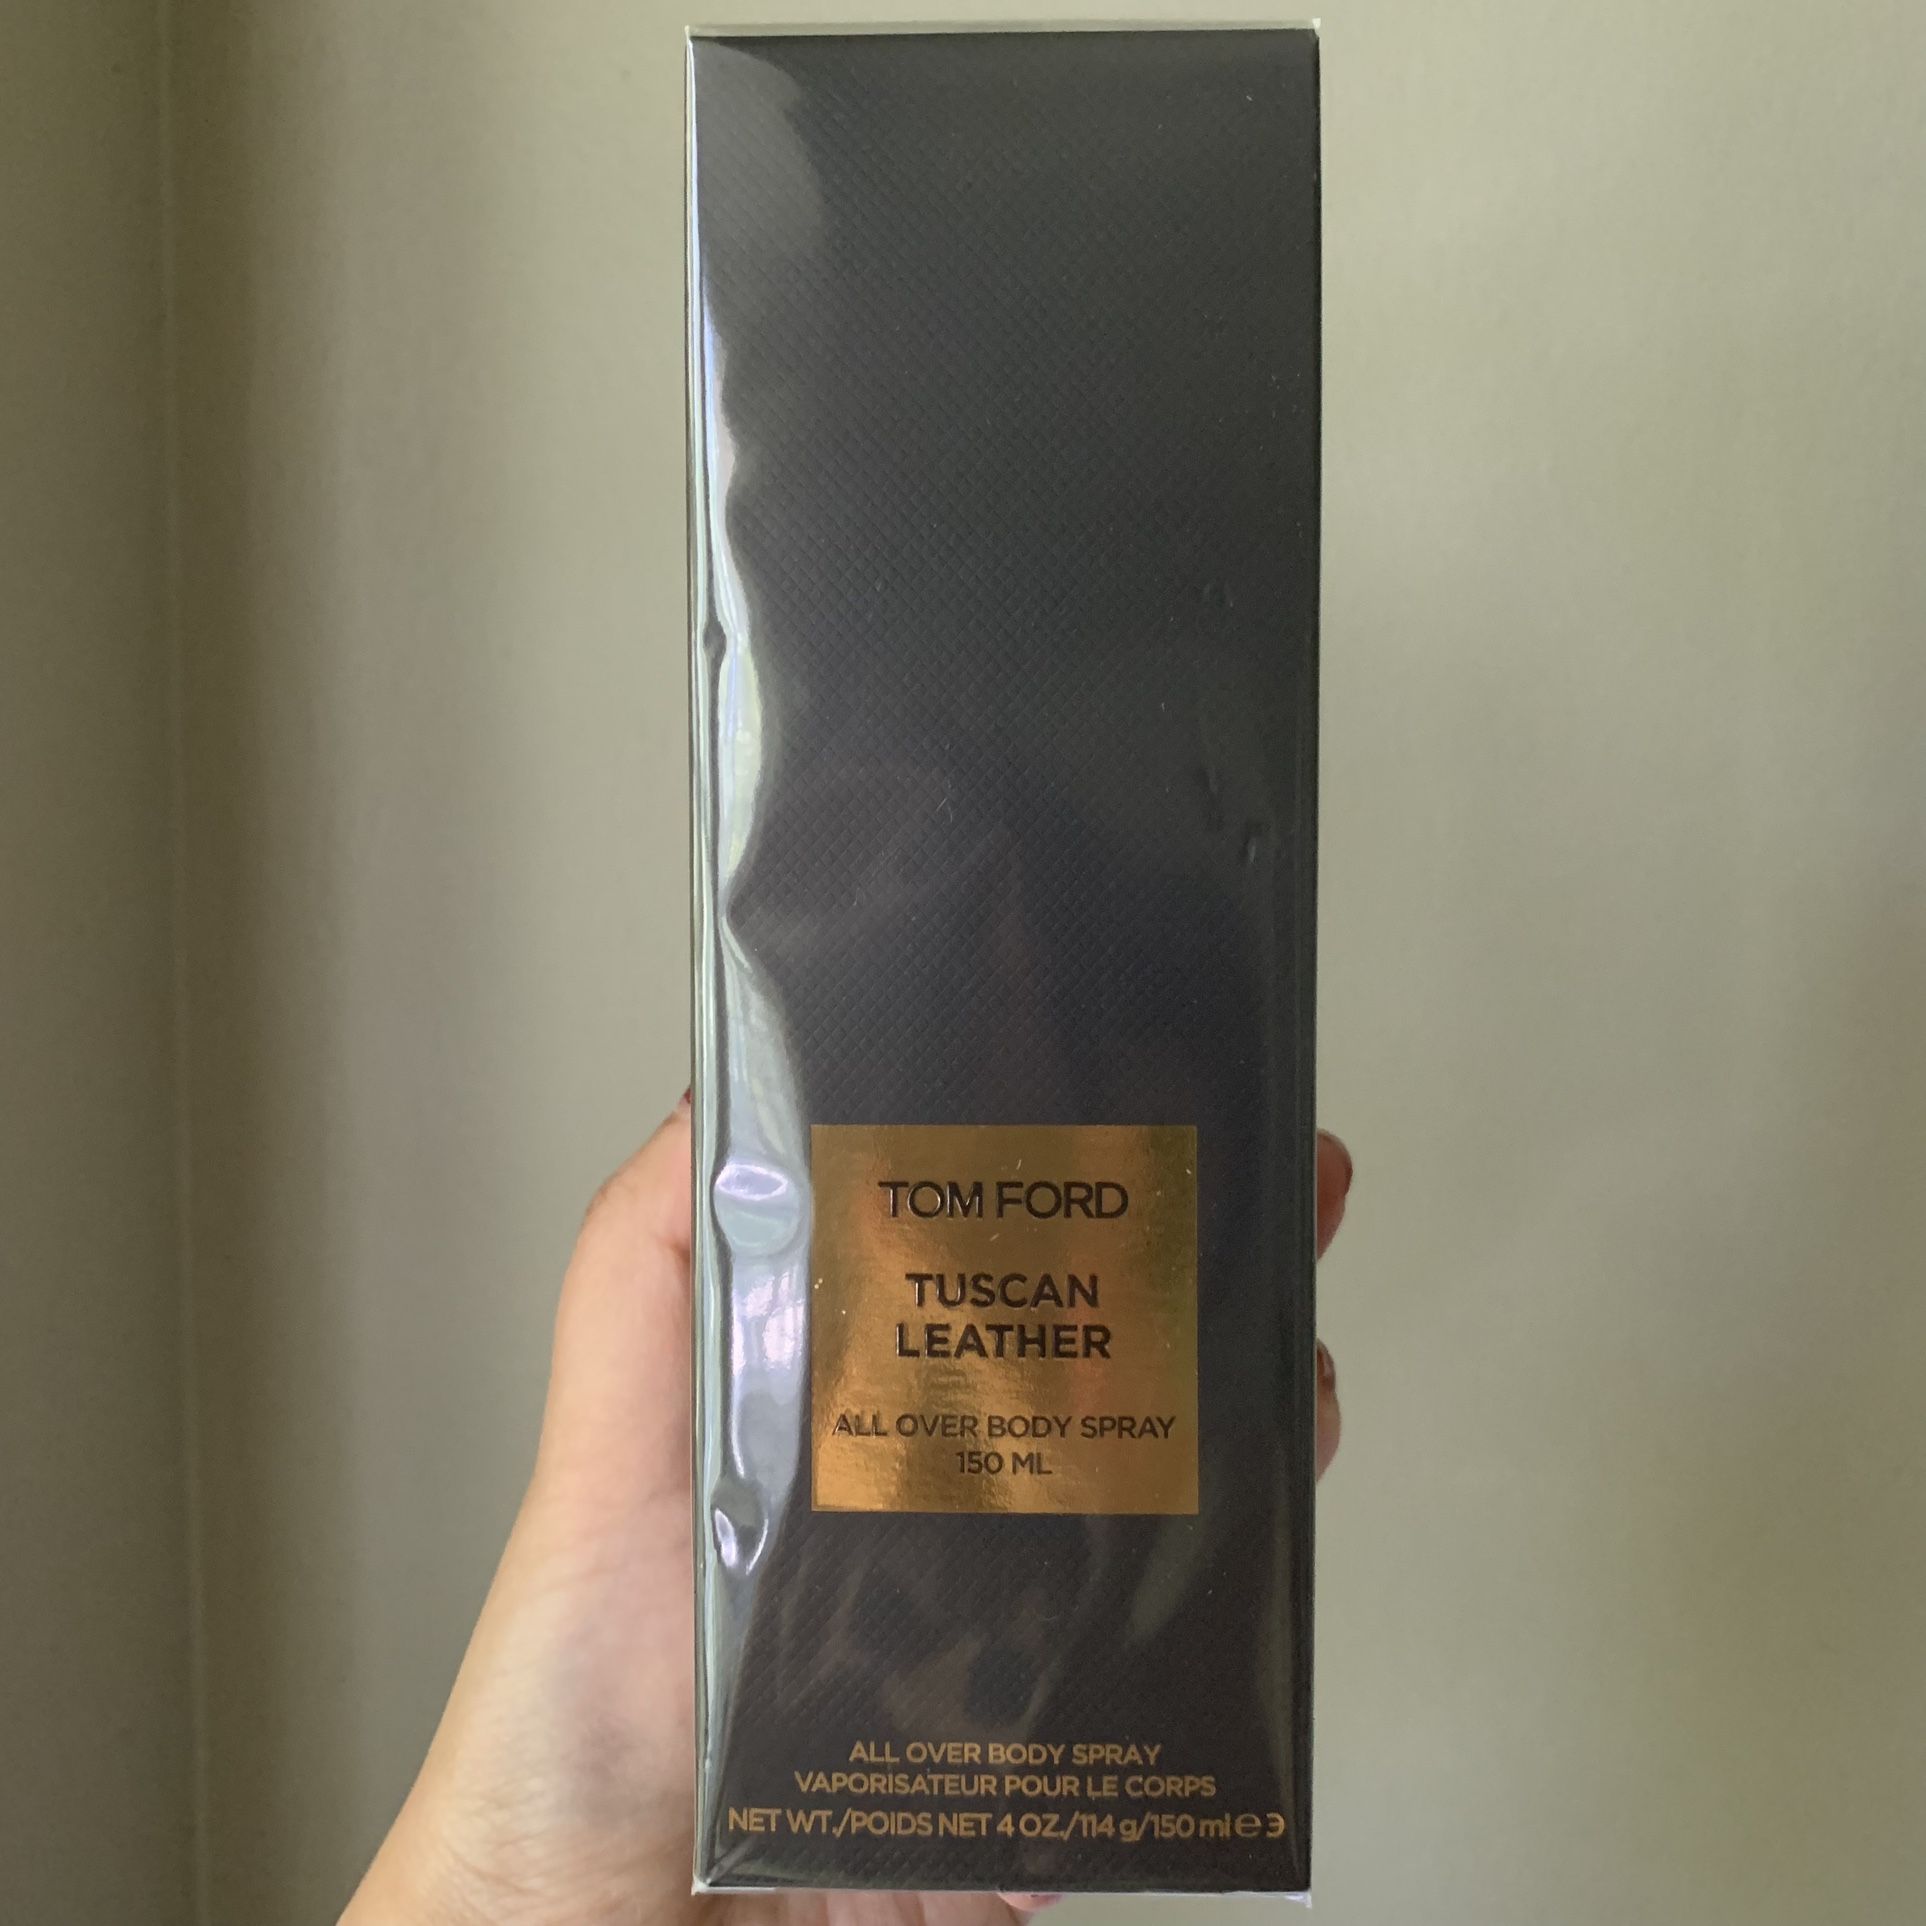 TOM FORD
TUSCAN
LEATHER
ALL OVER BODY SPRAY
150 ML
ALL OVER BODY SPRAY
VAPORISATEUR POUR LE CORPS
NET WT./POIDS NET 4 OZ./114 g/150 ml ℮ Э